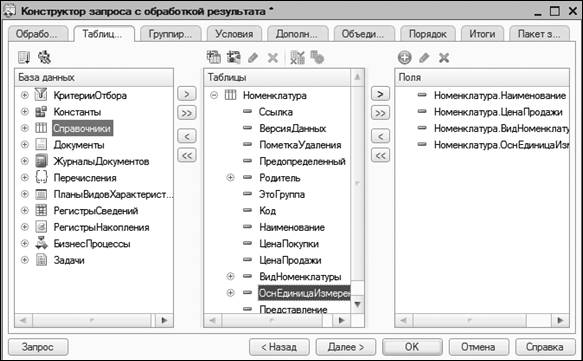 Конструктор запроса с обработкой результата *
Обрабо...
Таблиц...
Группир...
Условия
Дополн...
Объеди...
Порядок
Итоги
Пакет з...
База данных
КритерииОтбора
Константы
Справочники
Документы
ЖурналыДокументов
Перечисления
ПланыВидовХарактерист...
РегистрыСведений
РегистрыНакопления
БизнесПроцессы
Задачи
>
>>
<
<<
Таблицы
Номенклатура
Ссылка
ВерсияДанных
ПометкаУдаления
Предопределенный
Родитель
ЭтоГруппа
Код
Наименование
ЦенаПокупки
ЦенаПродажи
ВидНоменклатуры
ОснЕдиницаИзмерен
Представление
>
>>
<
<<
Поля
Номенклатура.Наименование
Номенклатура.ЦенаПродажи
Номенклатура.ВидНоменклату
Номенклатура.ОснЕдиницаИзм
Запрос
< Назад
Далее >
OK
Отмена
Справка